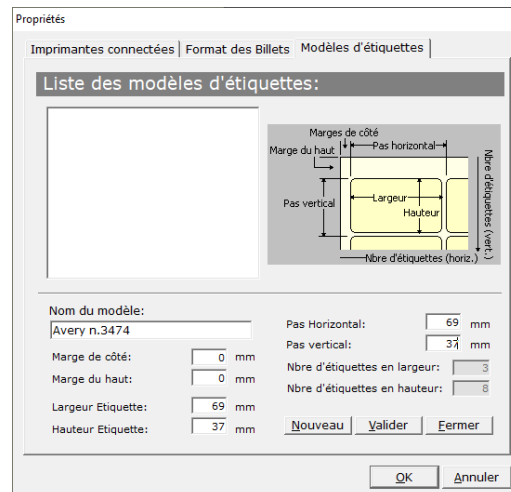 Propriétés
Imprimantes connectées Format des Billets Modèles d'étiquettes
Liste des modèles d'étiquettes:
Marges de côté
Marge du haut Pas horizontal
Pas vertical Largeur
Hauteur
Nbre d'étiquettes (vert.)
Nbre d'étiquettes (horiz.)
Nom du modèle:
Avery n.3474
Marge de côté: 0 mm
Marge du haut: 0 mm
Largeur Etiquette: 69 mm
Hauteur Etiquette: 37 mm
Pas Horizontal: 69 mm
Pas vertical: 37 mm
Nbre d'étiquettes en largeur: 3
Nbre d'étiquettes en hauteur: 8
Nouveau Valider Fermer
OK Annuler